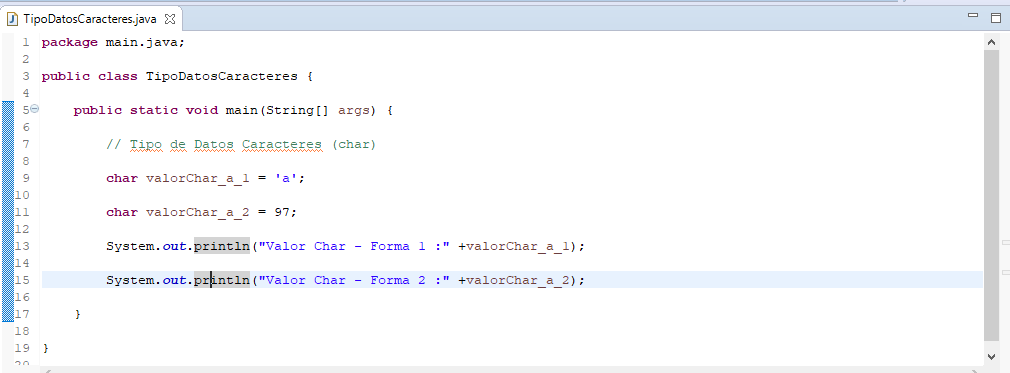 TipoDatosCaracteres.java
1 package main.java;
2
3 public class TipoDatosCaracteres {
4
5 public static void main(String[] args) {
6
7 // Tipo de Datos Caracteres (char)
8
9 char valorChar_a_1 = 'a';
10
11 char valorChar_a_2 = 97;
12
13 System.out.println("Valor Char - Forma 1 :" +valorChar_a_1);
14
15 System.out.println("Valor Char - Forma 2 :" +valorChar_a_2);
16
17 }
18
19 }
20